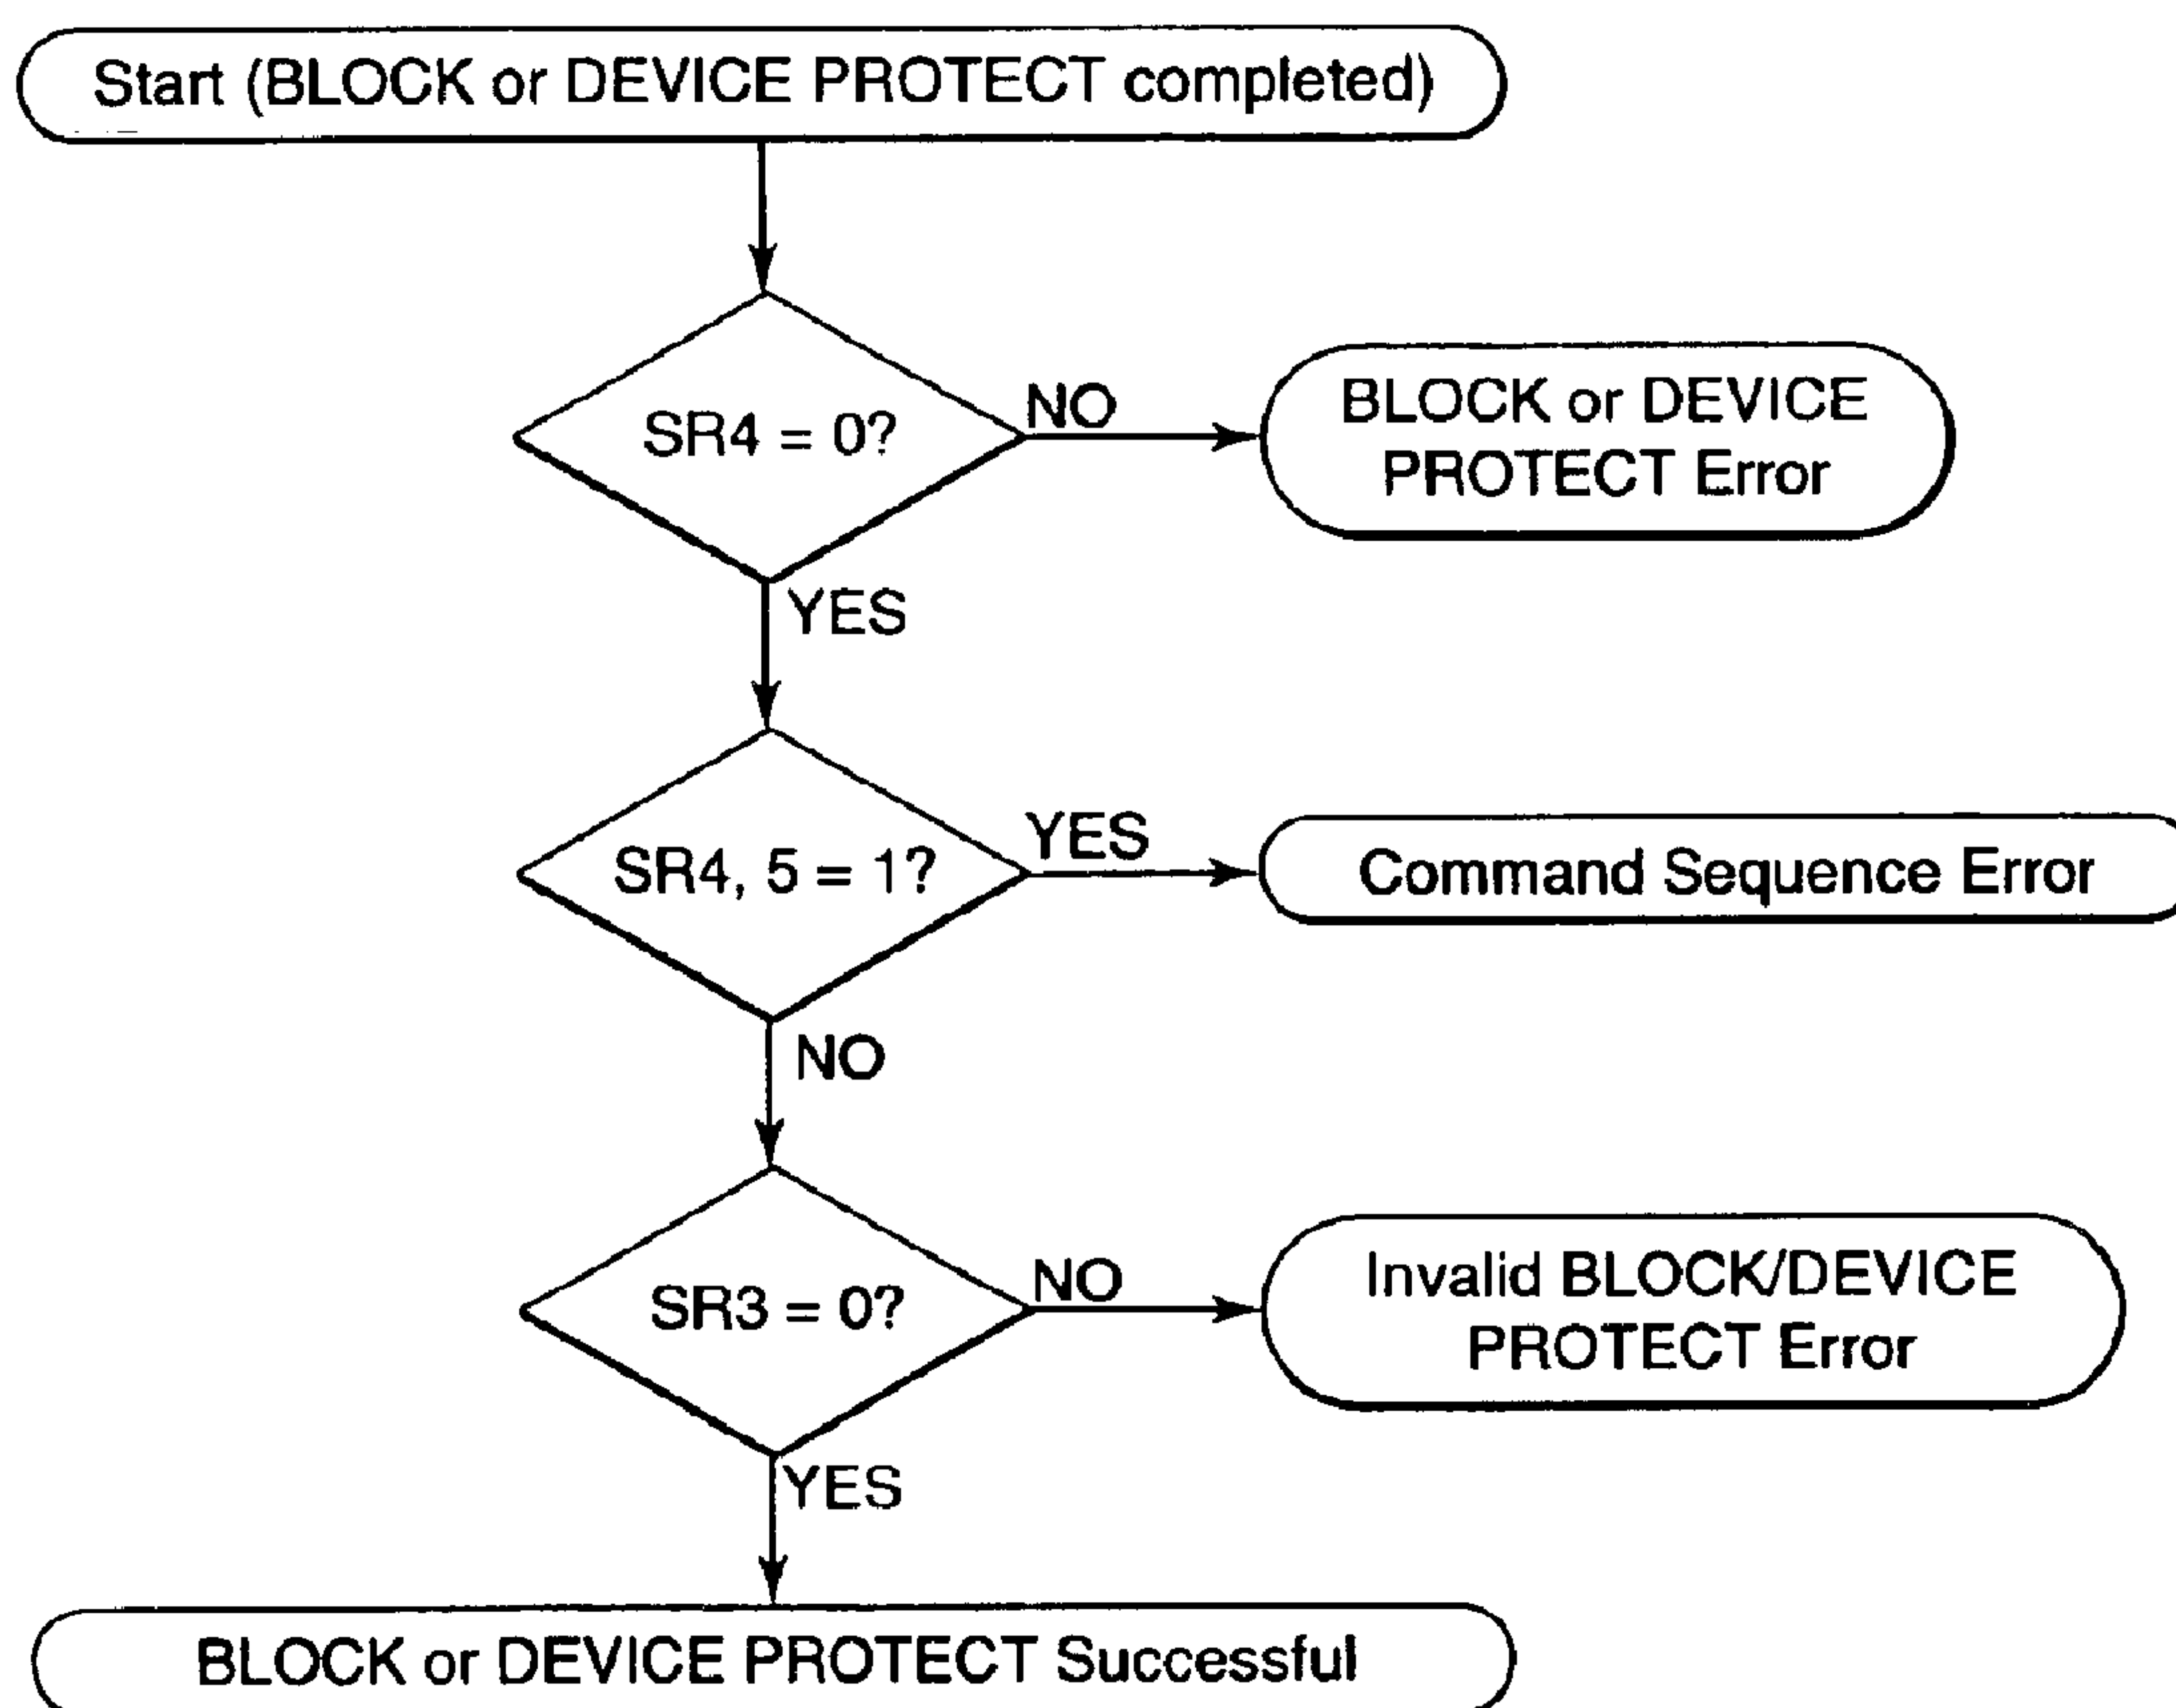 Start (BLOCK or DEVICE PROTECT completed)
SR4 = 0?
NO
BLOCK or DEVICE
PROTECT Error
YES
SR4, 5 = 1?
YES
Command Sequence Error
NO
SR3 = 0?
NO
Invalid BLOCK/DEVICE
PROTECT Error
YES
BLOCK or DEVICE PROTECT Successful